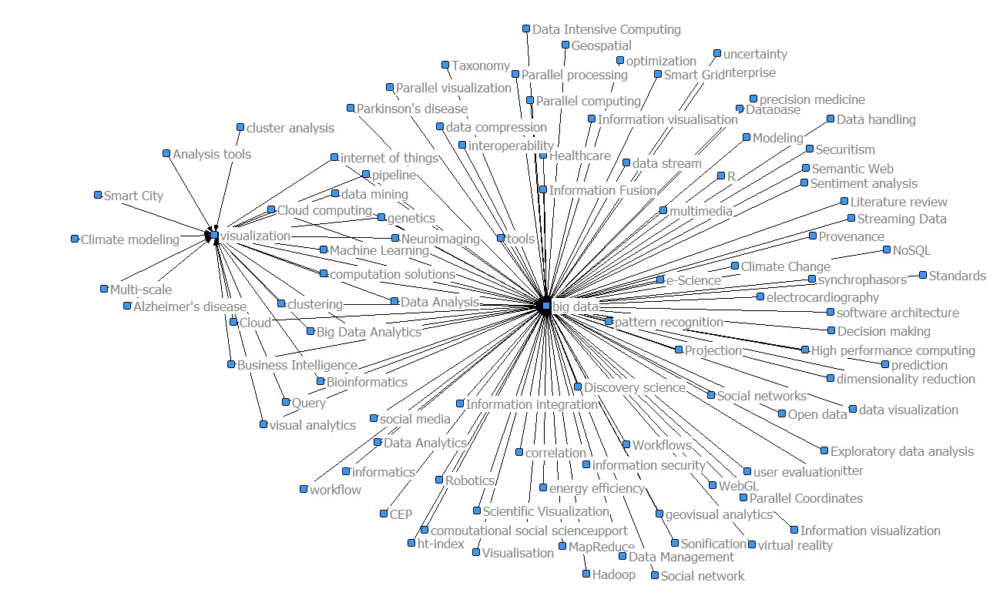 Data Intensive Computing
Geospatial
uncertainty
optimization
Taxonomy
Parallel processing
Smart Grid
nterprise
Parallel visualization
precision medicine
Parallel computing
Parkinson's disease
Database
Information visualisation
Data handling
cluster analysis
data compression
Modeling
interoperability
Securitism
Analysis tools
Healthcare
internet of things
data stream
Semantic Web
pipeline
R
Sentiment analysis
Information Fusion
data mining
Smart City
Literature review
Cloud computing
multimedia
genetics
Streaming Data
visualization
Provenance
Climate modeling
Neuroimaging
tools
Machine Learning
NoSQL
Climate Change
computation solutions
Standards
e-Science
synchrophasors
Multi-scale
electrocardiography
Data Analysis
clustering
Alzheimer's disease
big data
software architecture
Cloud
pattern recognition
Big Data Analytics
Decision making
Projection
High performance computing
Business Intelligence
prediction
dimensionality reduction
Bioinformatics
Discovery science
Social networks
Query
Information integration
data visualization
Open data
social media
visual analytics
Data Analytics
Workflows
Exploratory data analysis
correlation
information security
informatics
user evaluation
itter
Robotics
WebGL
workflow
energy efficiency
Parallel Coordinates
Scientific Visualization
CEP
geovisual analytics
computational social science
pport
Information visualization
ht-index
Sonification
virtual reality
MapReduce
Visualisation
Data Management
Hadoop
Social network